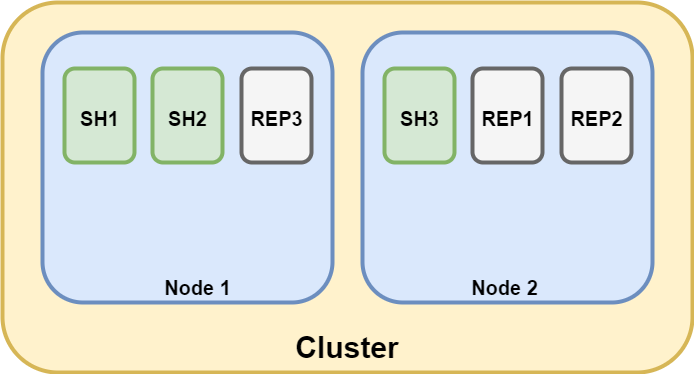 SH1 SH2 REP3
SH3 REP1 REP2
Node 1
Node 2
Cluster